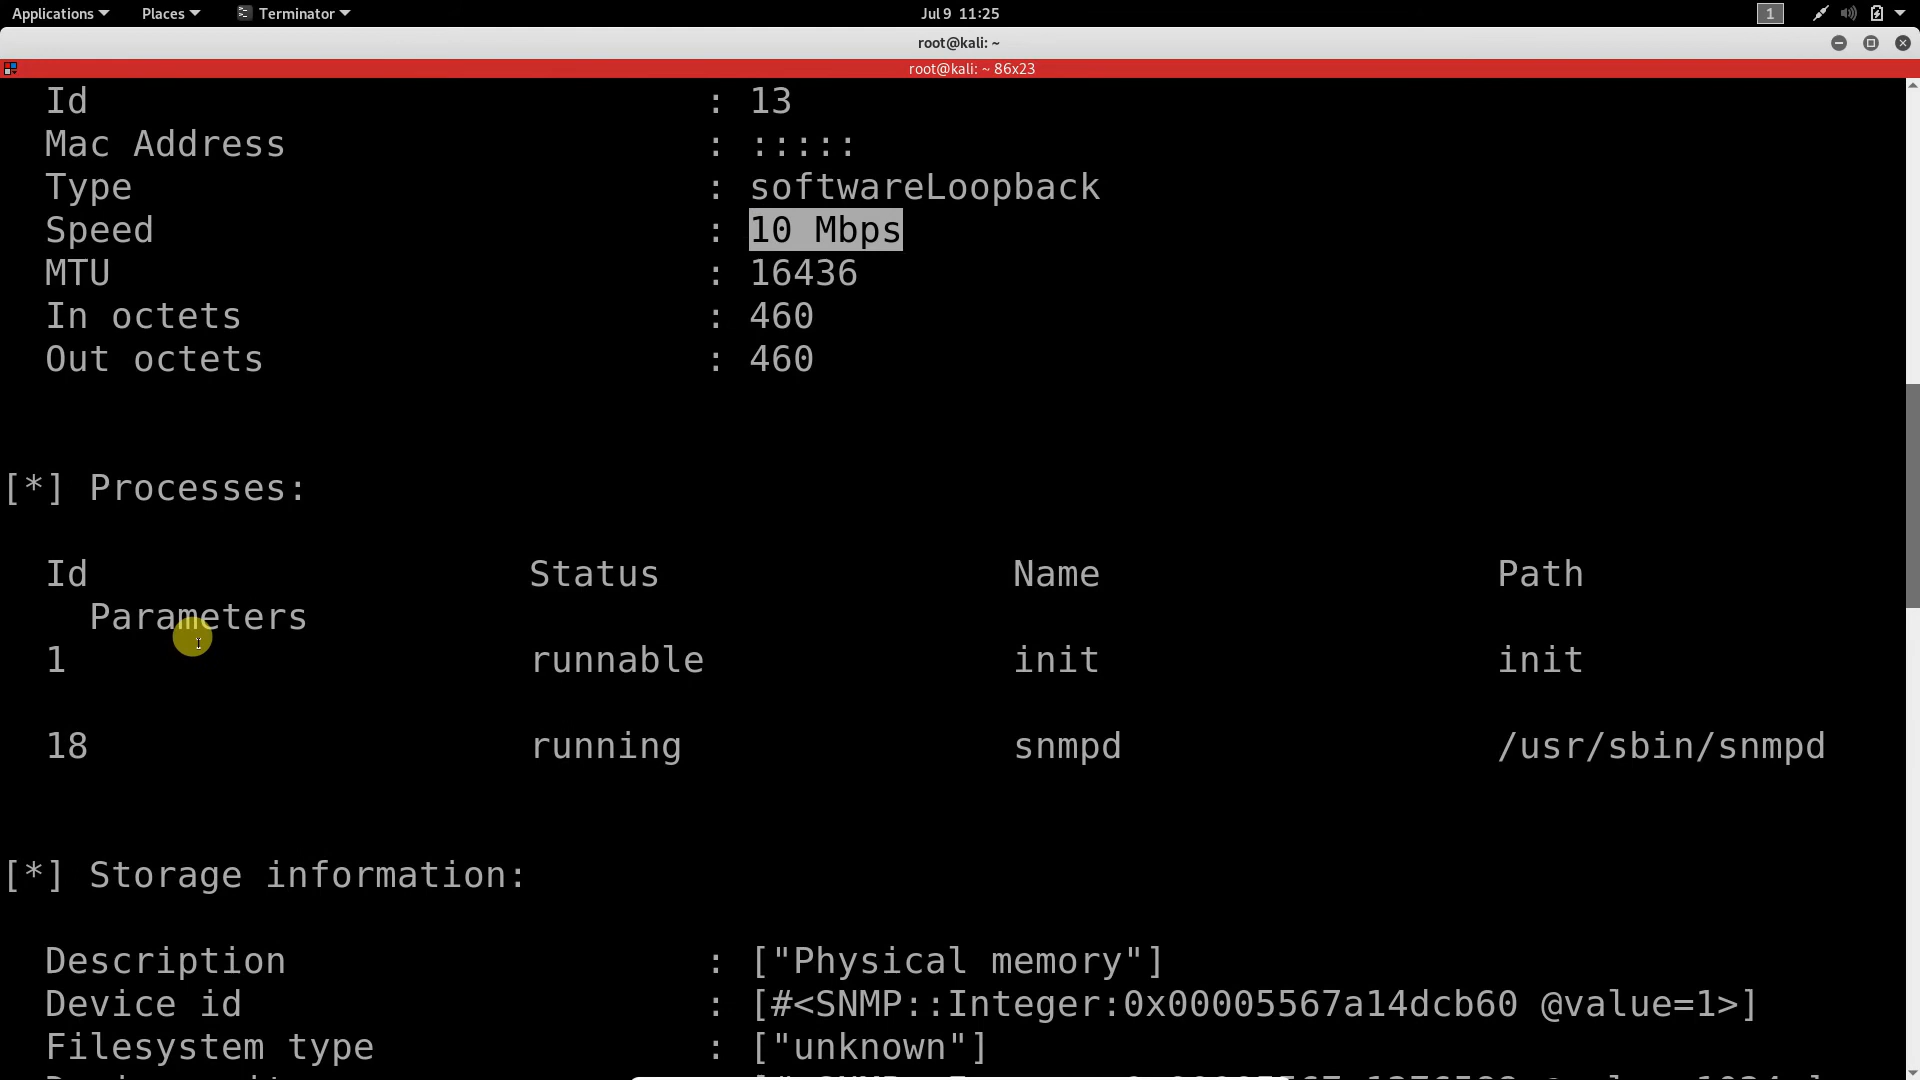 Applications Places Terminator Jul 9 11:25 1
root@kali: ~
root@kali: ~ 86x23
Id : 13
Mac Address : :::::
Type : softwareLoopback
Speed : 10 Mbps
MTU : 16436
In octets : 460
Out octets : 460
[*] Processes:
Id Status Name Path
Parameters
1 runnable init init
18 running snmpd /usr/sbin/snmpd
[*] Storage information:
Description : ["Physical memory"]
Device id : [#<SNMP::Integer:0x00005567a14dcb60 @value=1>]
Filesystem type : ["unknown"]